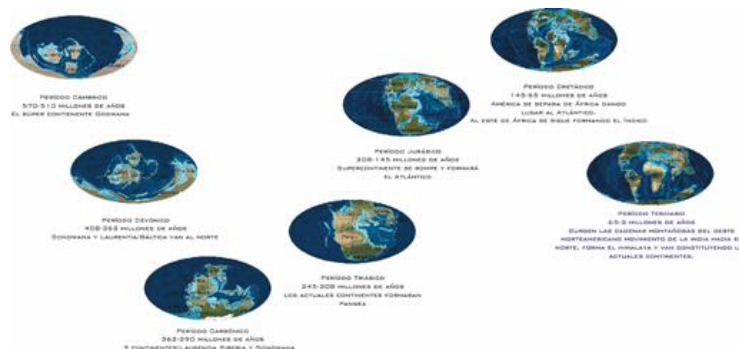 PERÍODO CÁMBRICO
570-510 MILLONES DE AÑOS
EL SÚPER CONTINENTE GODWANA
PERÍODO DEVÓNICO
408-363 MILLONES DE AÑOS
GONDWANA Y LAURENTIA/BÁLTICA VAN AL NORTE
PERÍODO CARBÓNICO
363-290 MILLONES DE AÑOS
3 CONTINENTES: LAURENCIA SIBERIA Y GONDWANA
PERÍODO TRIÁSICO
245-208 MILLONES DE AÑOS
LOS ACTUALES CONTINENTES FORMABAN
PANGEA
PERÍODO JURÁSICO
208-145 MILLONES DE AÑOS
SUPERCONTINENTE SE ROMPE Y FORMARÁ
EL ATLÁNTICO
PERÍODO CRETÁCICO
145-65 MILLONES DE AÑOS
AMÉRICA SE SEPARA DE ÁFRICA DANDO
LUGAR AL ATLÁNTICO.
AL ESTE DE ÁFRICA SE SIGUE FORMANDO EL ÍNDICO
PERÍODO TERCIARIO
MILLONES DE AÑOS
SURGEN LAS CADENAS MONTAÑOSAS DEL OESTE
NORTEAMERICANO MOVIMIENTO DE LA INDIA HACIA EL
NORTE, FORMA EL HIMALAYA Y VAN CONSTITUYENDO L
ACTUALES CONTINENTES.